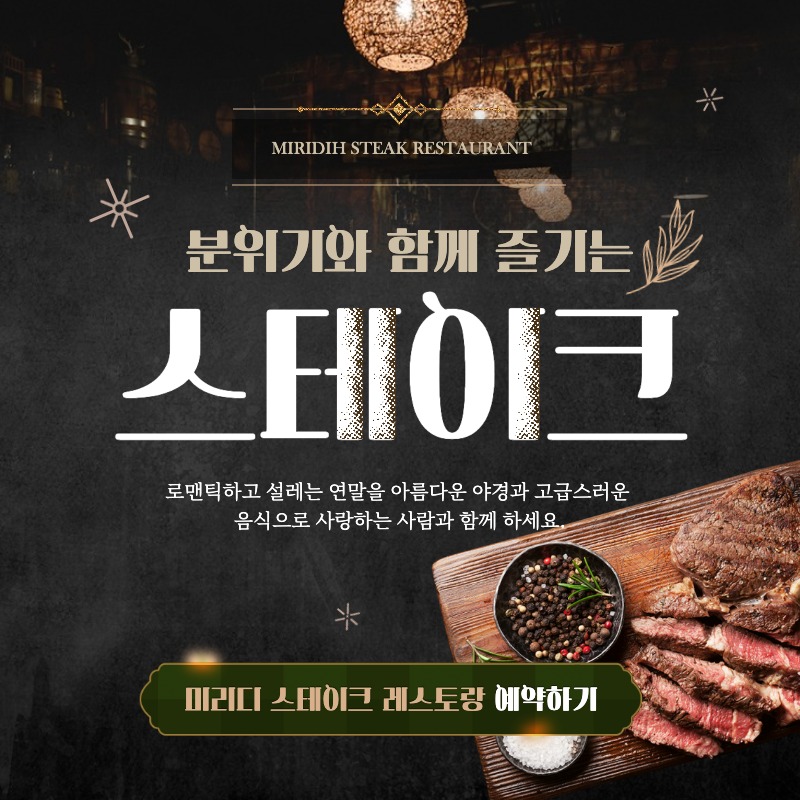 MIRIDIH STEAK RESTAURANT
분위기와 함께 즐기는
스테이크
로맨틱하고 설레는 연말을 아름다운 야경과 고급스러운
음식으로 사랑하는 사람과 함께 하세요.
미리디 스테이크 레스토랑 예약하기